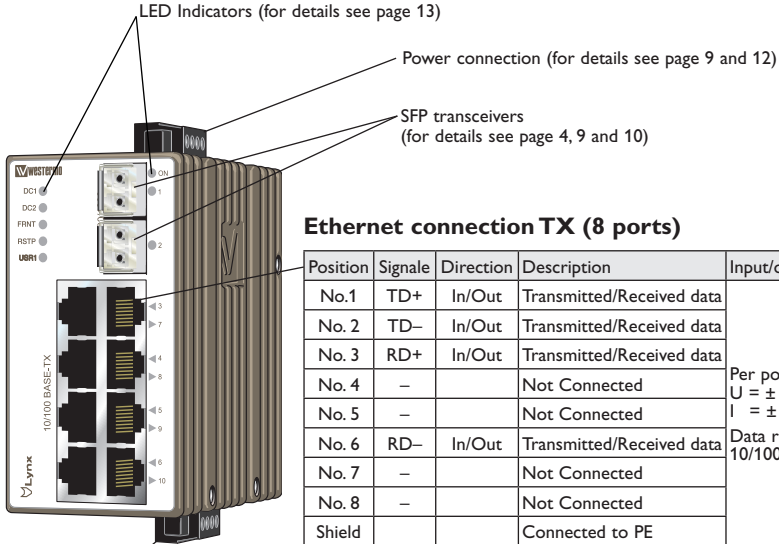 LED Indicators (for details see page 13)
Power connection (for details see page 9 and 12)
SFP transceivers
(for details see page 4, 9 and 10)
Westermo
ON
DC1
1
DC2
FRNT
RSTP
2
USR1
3
7
4
8
5
9
6
10
10/100 BASE-TX
Lynx
Ethernet connection TX (8 ports)
Position Signale Direction Description
No.1 TD+ In/Out Transmitted/Received data
No. 2 TD– In/Out Transmitted/Received data
No. 3 RD+ In/Out Transmitted/Received data
No. 4 – Not Connected
No. 5 – Not Connected
No. 6 RD– In/Out Transmitted/Received data
No. 7 – Not Connected
No. 8 – Not Connected
Shield Connected to PE
Per
U = ±
I = ±
Data
10/100